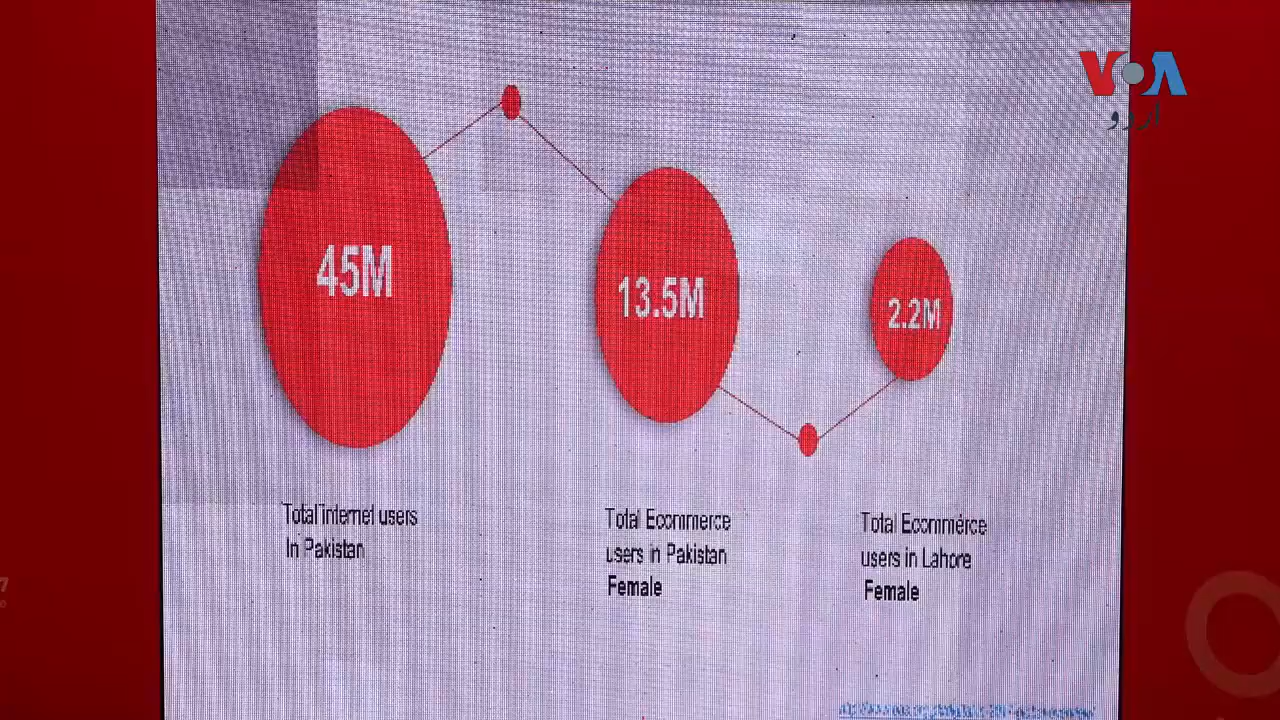 VOA
اردو
45M
13.5M
2.2M
Total internet users
In Pakistan
Total Ecommerce
users in Pakistan
Female
Total Ecommerce
users in Lahore
Female
7